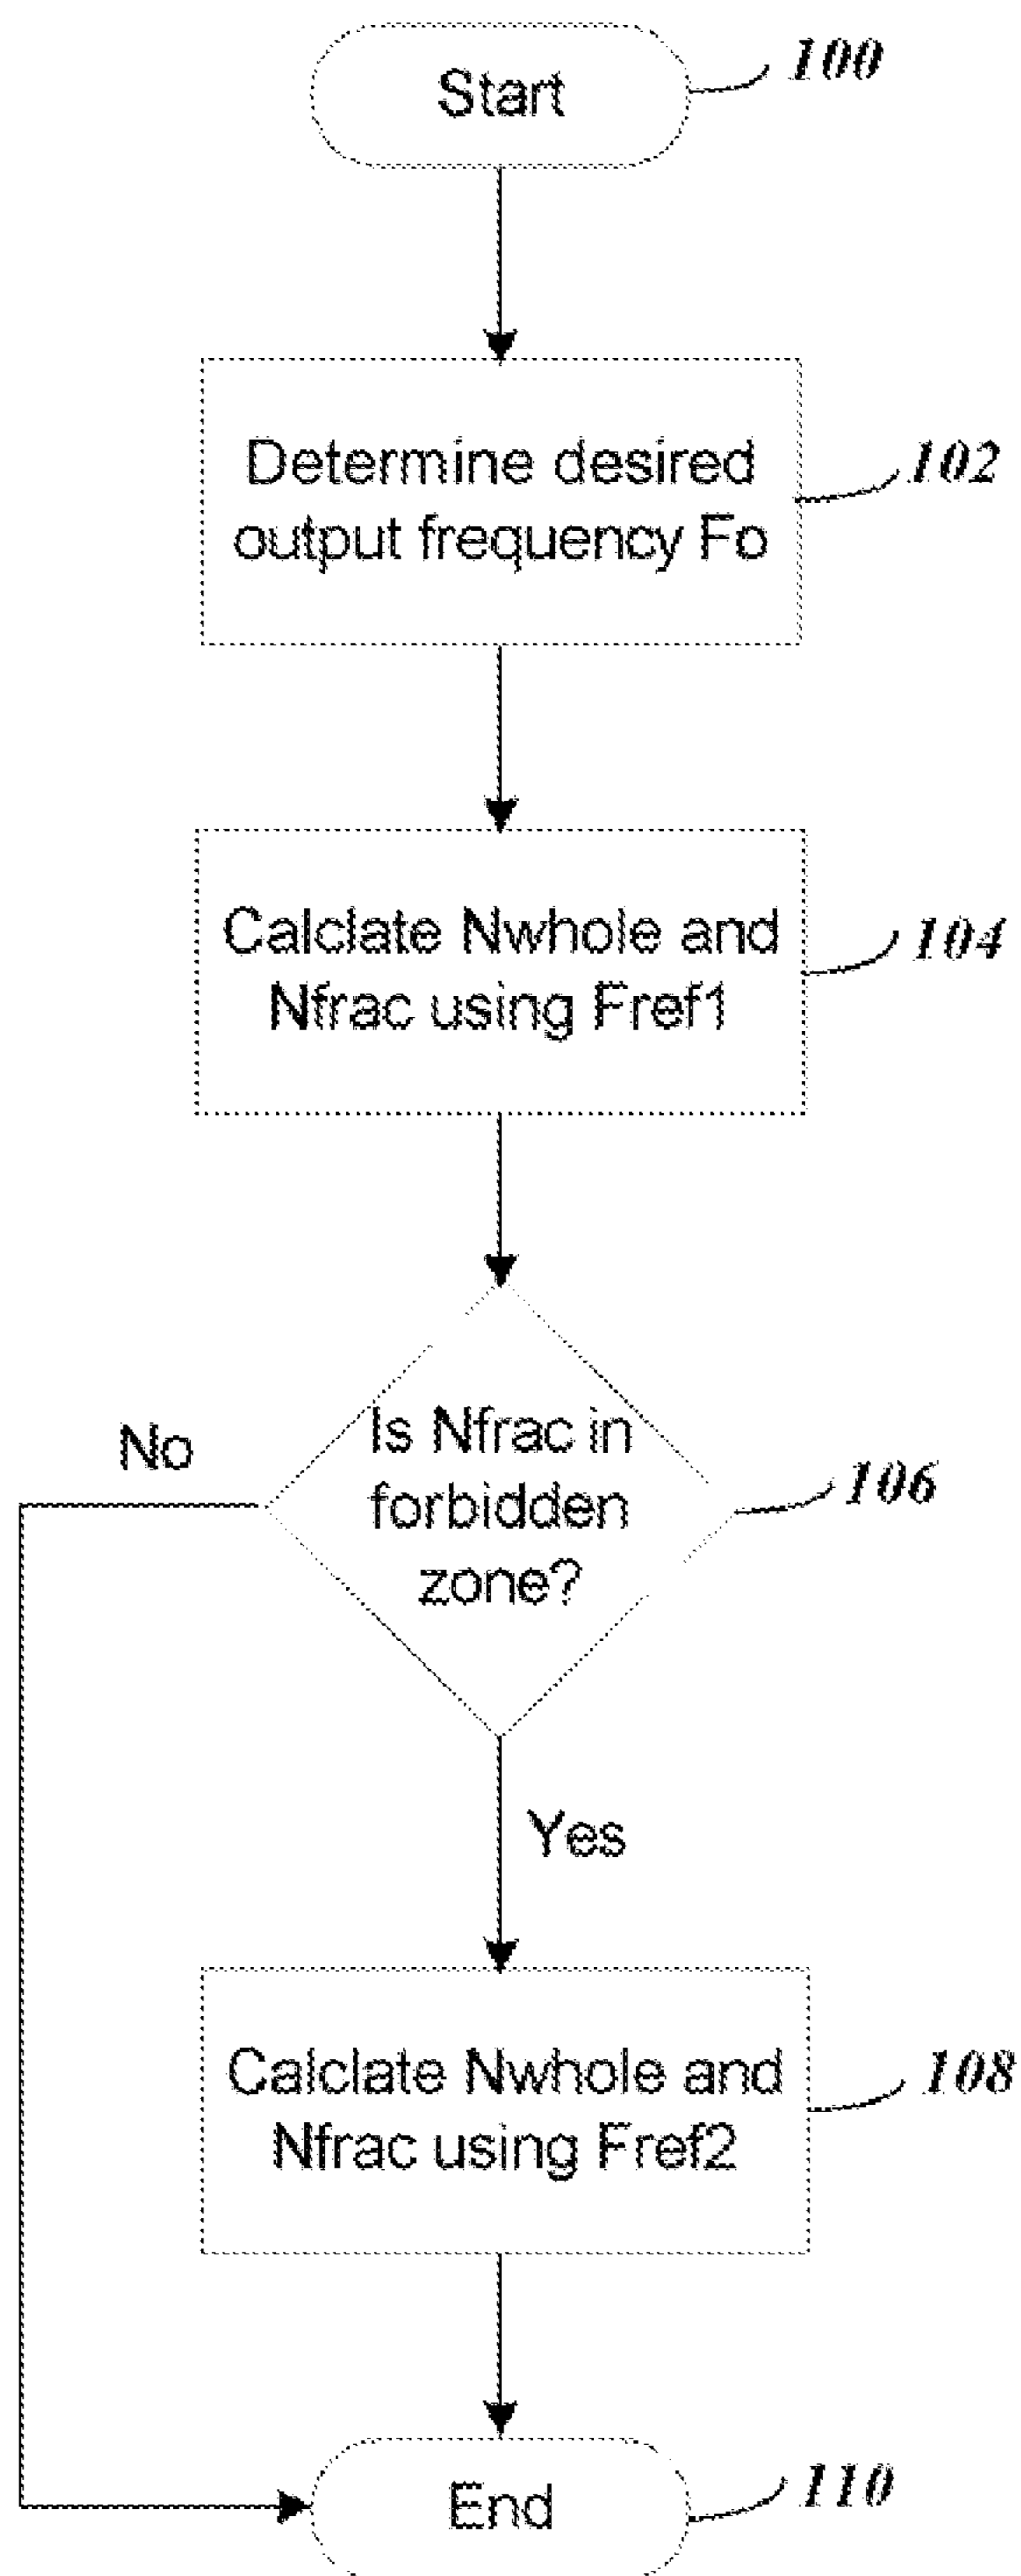 Start
100
Determine desired
output frequency Fo
102
Calclate Nwhole and
Nfrac using Fref1
104
Is Nfrac in
forbidden
zone?
106
No
Yes
Calclate Nwhole and
Nfrac using Fref2
108
End
110